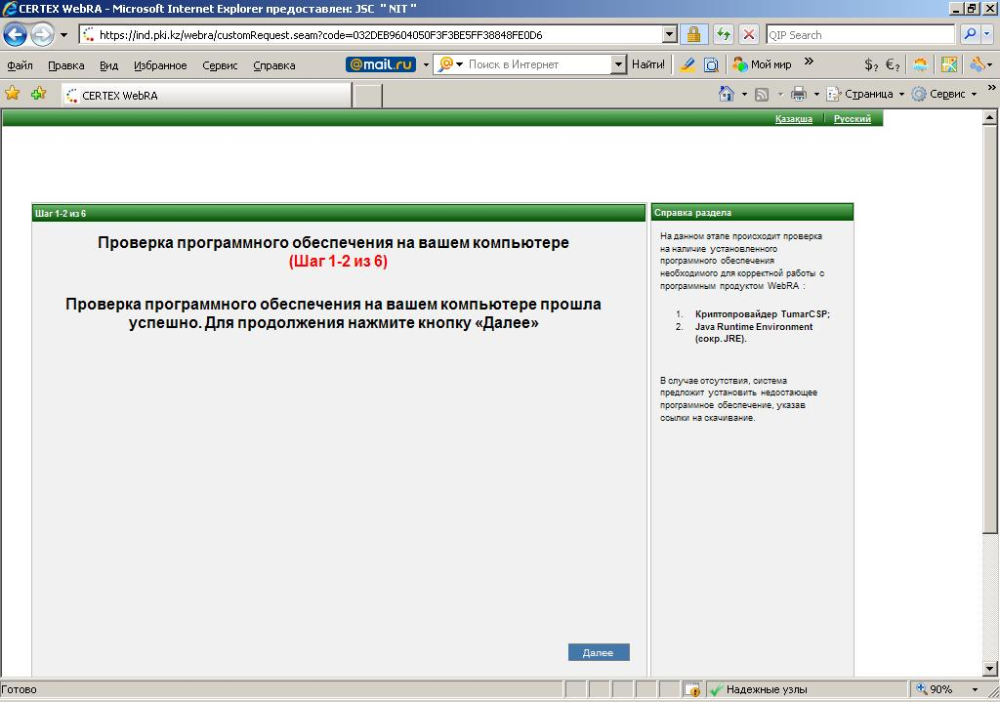 CERTEX WebRA - Microsoft Internet Explorer предоставлен: JSC " NIT "
https://ind.pki.kz/webra/customRequest.seam?code=032DEB9604050F3F3BE5FF38848FE0D6
QIP Search
Файл Правка Вид Избранное Сервис Справка
@mail.ru Поиск в Интернет Найти! Мой мир » $? €?
CERTEX WebRA
Страница Сервис »
Қазақша Русский
Шаг 1-2 из 6
Проверка программного обеспечения на вашем компьютере
(Шаг 1-2 из 6)
Проверка программного обеспечения на вашем компьютере прошла
успешно. Для продолжения нажмите кнопку «Далее»
Далее
Справка раздела
На данном этапе происходит проверка
на наличие установленного
программного обеспечения
необходимого для корректной работы с
программным продуктом WebRA :
1. Криптопровайдер TumarCSP;
2. Java Runtime Environment
(сокр. JRE).
В случае отсутствия, система
предложит установить недостающее
программное обеспечение, указав
ссылки на скачивание.
Готово
Надежные узлы
90%